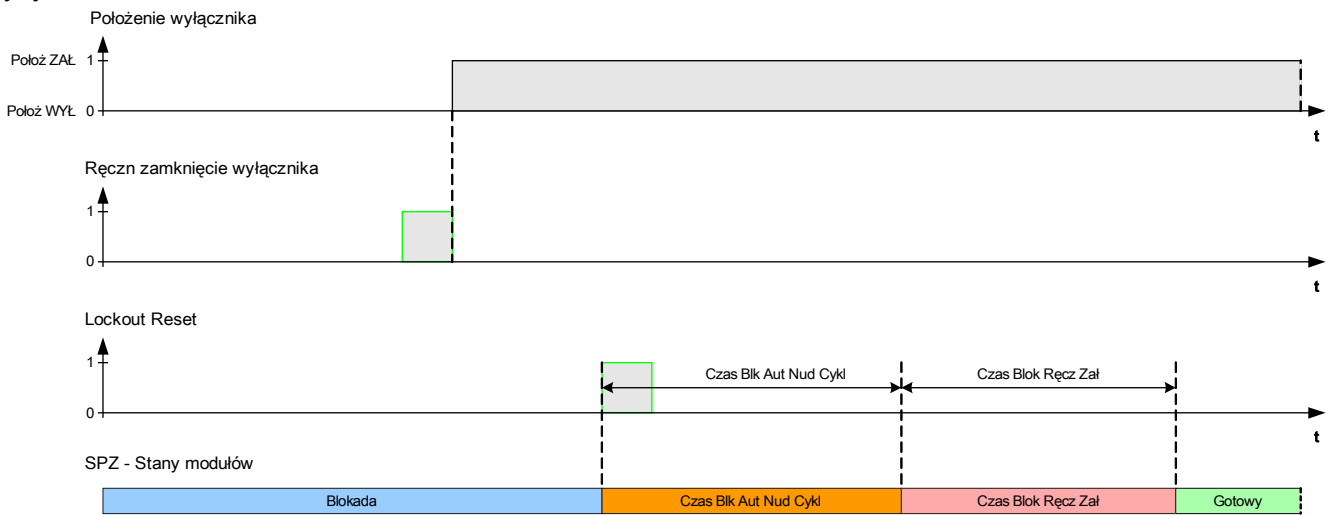 Położenie wyłącznika
Położ ZAŁ 1
Położ WYŁ 0
t
Ręczn zamknięcie wyłącznika
1
0
t
Lockout Reset
1
Czas Blk Aut Nud Cykl Czas Blok Ręcz Zał
0
t
SPZ - Stany modułów
Blokada Czas Blk Aut Nud Cykl Czas Blok Ręcz Zał Gotowy